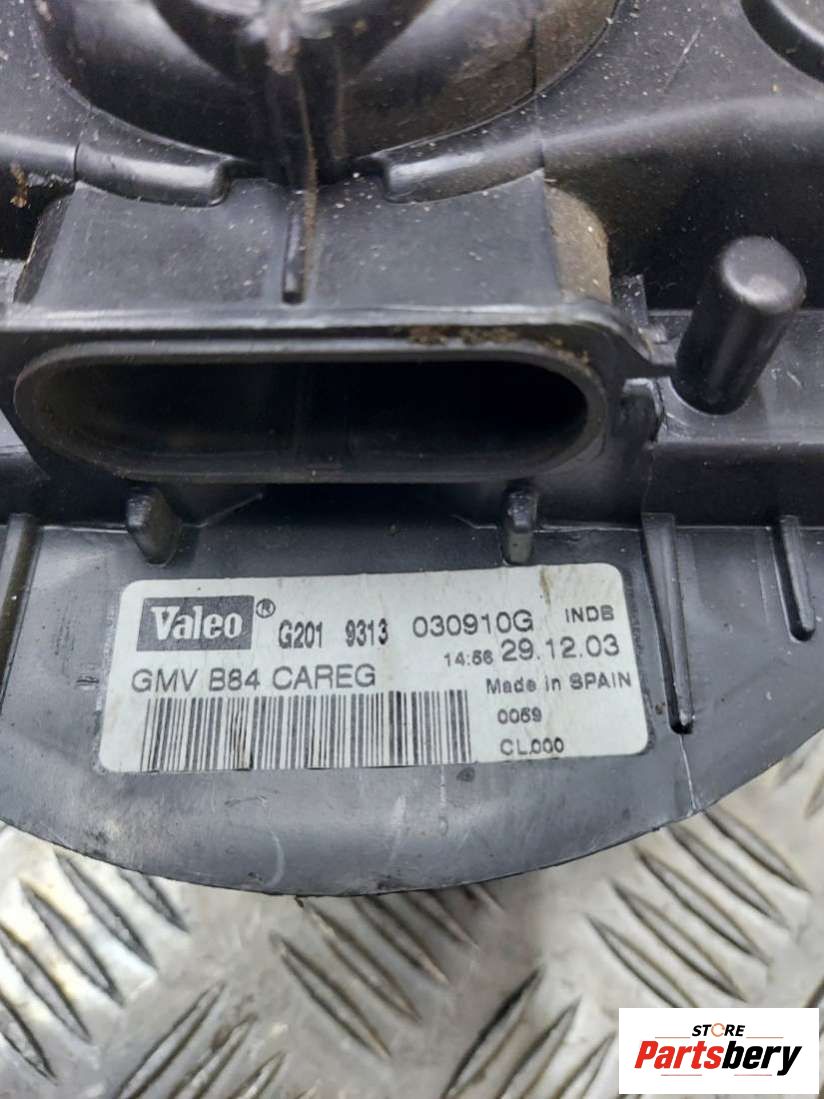 Valeo® G201 9313 030910G INDB
14:56 29.12.03
GMV B84 CAREG
Made in SPAIN
0059
CL000
STORE
Partsbery